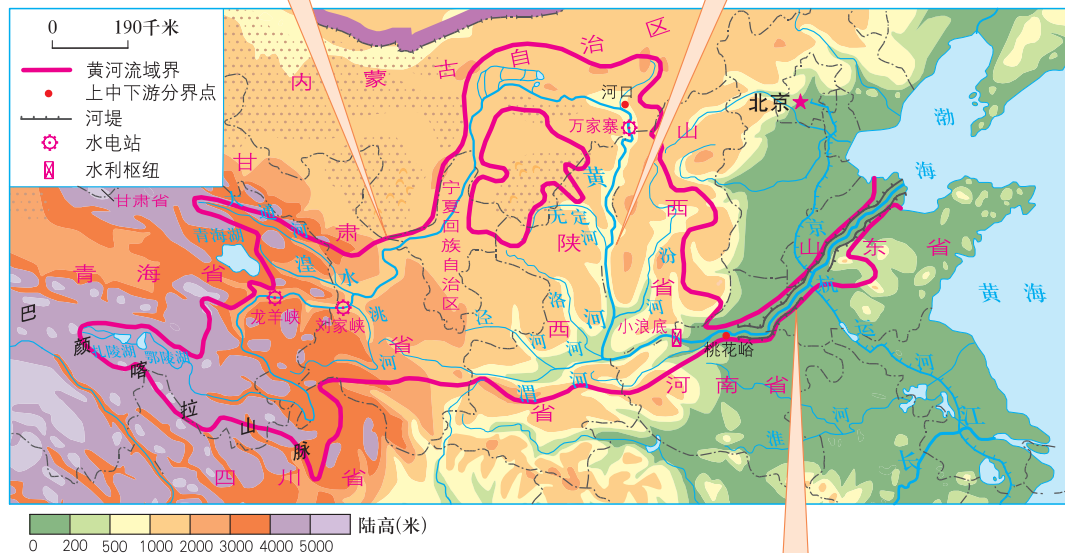 0 190千米
黄河流域界
上中下游分界点
河堤
水电站
水利枢纽
内蒙古自治区
河口
万家寨
北京
渤海
山西省
甘肃省
甘肃省
宁夏回族自治区
黄河
无定河
陕西省
汾河
京杭运河
山东省
大通河
青海湖
湟水
青海省
龙羊峡
刘家峡
洮河
泾河
洛河
渭河
小浪底
桃花峪
黄海
巴颜喀拉山脉
扎陵湖
鄂陵湖
河南省
淮河
长江
四川省
0 200 500 1000 2000 3000 4000 5000
陆高(米)